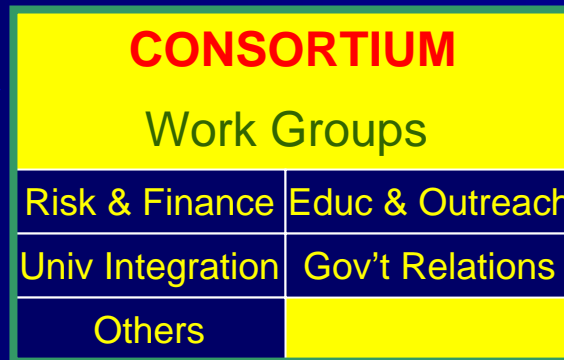 CONSORTIUM
Work Groups
Risk & Finance Educ & Outreach
Univ Integration Gov't Relations
Others